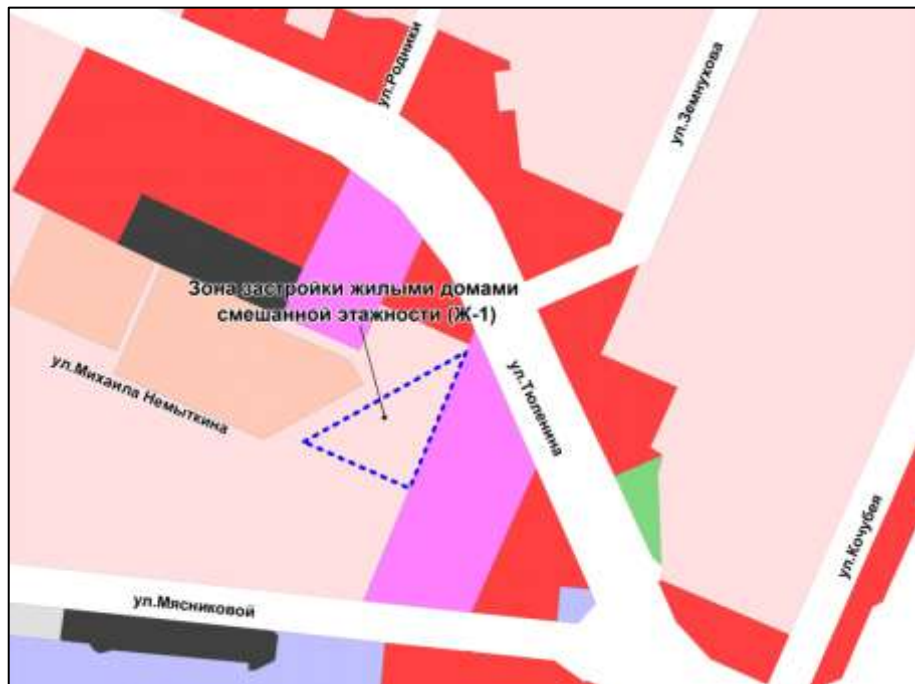 ул.Родники
ул.Земнухова
Зона застройки жилыми домами
смешанной этажности (Ж-1)
ул.Михаила Немыткина
ул.Тюленина
ул.Кочубея
ул.Мясниковой